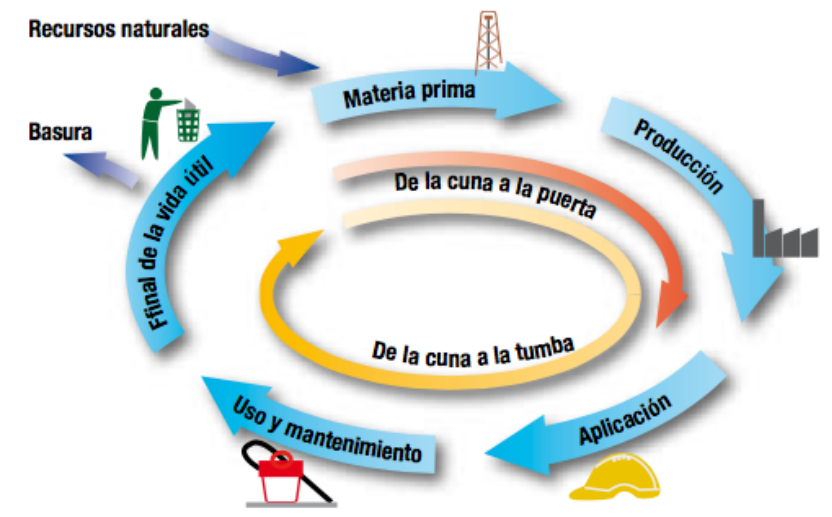 Recursos naturales
Materia prima
Producción
Basura
De la cuna a la puerta
Ffinal de la vida útil
De la cuna a la tumba
Uso y mantenimiento
Aplicación